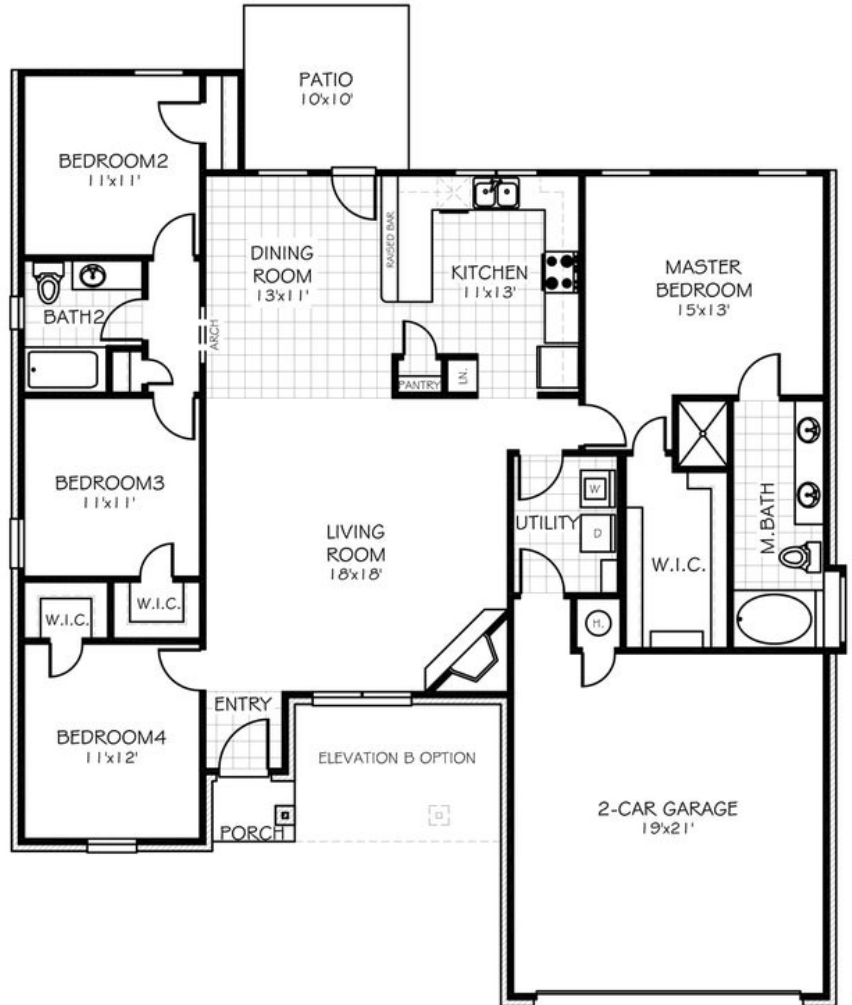 PATIO
10'x10'
BEDROOM2
11'x11'
DINING
ROOM
13'x11'
RAISED BAR
KITCHEN
11'x13'
MASTER
BEDROOM
15'x13'
BATH2
ARCH
PANTRY
LN.
BEDROOM3
11'x11'
LIVING
ROOM
18'x18'
W
UTILITY
D
W.I.C.
M.BATH
W.I.C.
W.I.C.
H.
ENTRY
BEDROOM4
11'x12'
ELEVATION B OPTION
PORCH
2-CAR GARAGE
19'x21'